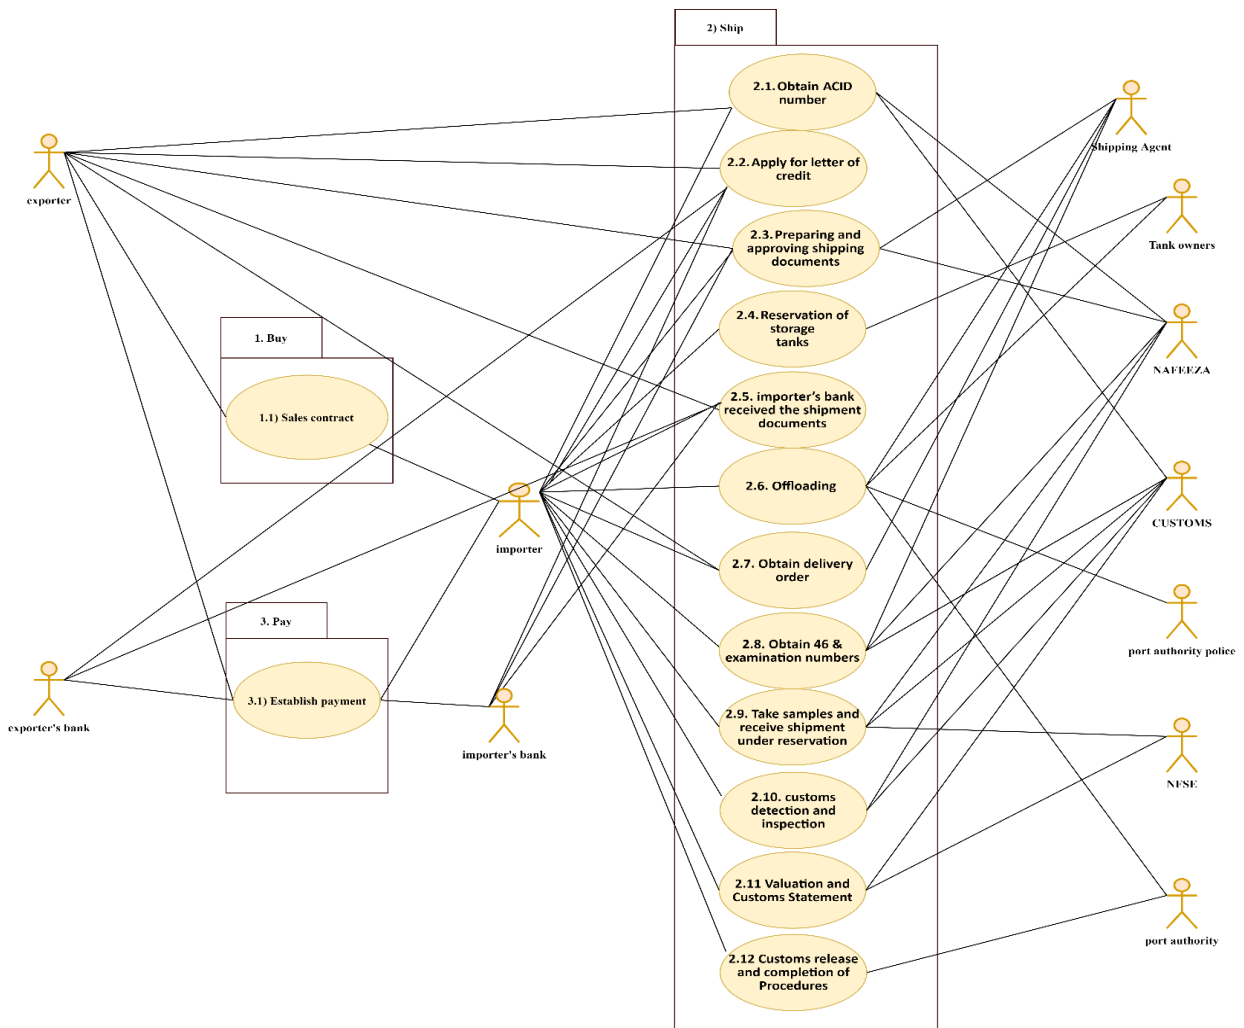 2) Ship
2.1. Obtain ACID
number
2.2. Apply for letter of
credit
2.3. Preparing and
approving shipping
documents
2.4. Reservation of
storage
tanks
2.5. importer's bank
received the shipment
documents
2.6. Offloading
2.7. Obtain delivery
order
2.8. Obtain 46 &
examination numbers
2.9. Take samples and
receive shipment
under reservation
2.10. customs
detection and
inspection
2.11 Valuation and
Customs Statement
2.12 Customs release
and completion of
Procedures
exporter
1. Buy
1.1) Sales contract
importer
3. Pay
3.1) Establish payment
exporter's bank
importer's bank
Shipping Agent
Tank owners
NAFEEZA
CUSTOMS
port authority police
NFSE
port authority